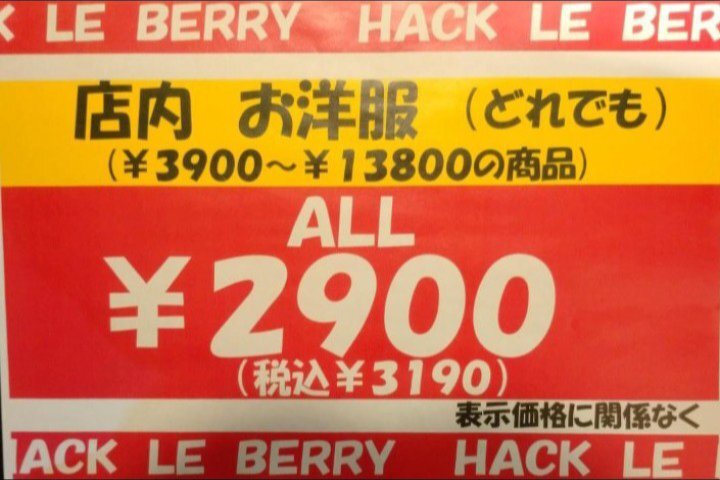 K LE BERRY HACK LE BER
店内 お洋服 (どれでも)
(¥3900～¥13800の商品)
ALL
¥2900
(税込¥3190)
表示価格に関係なく
HACK LE BERRY HACK LE